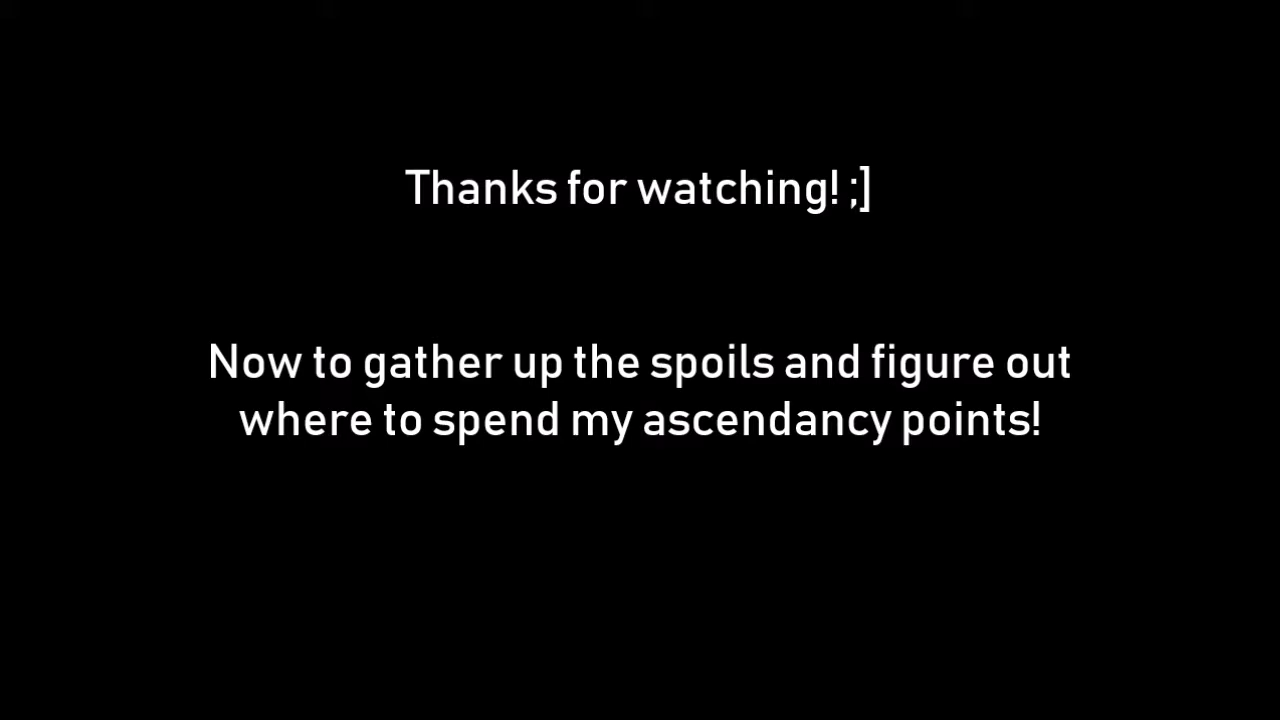 Thanks for watching! ;]
Now to gather up the spoils and figure out
where to spend my ascendancy points!